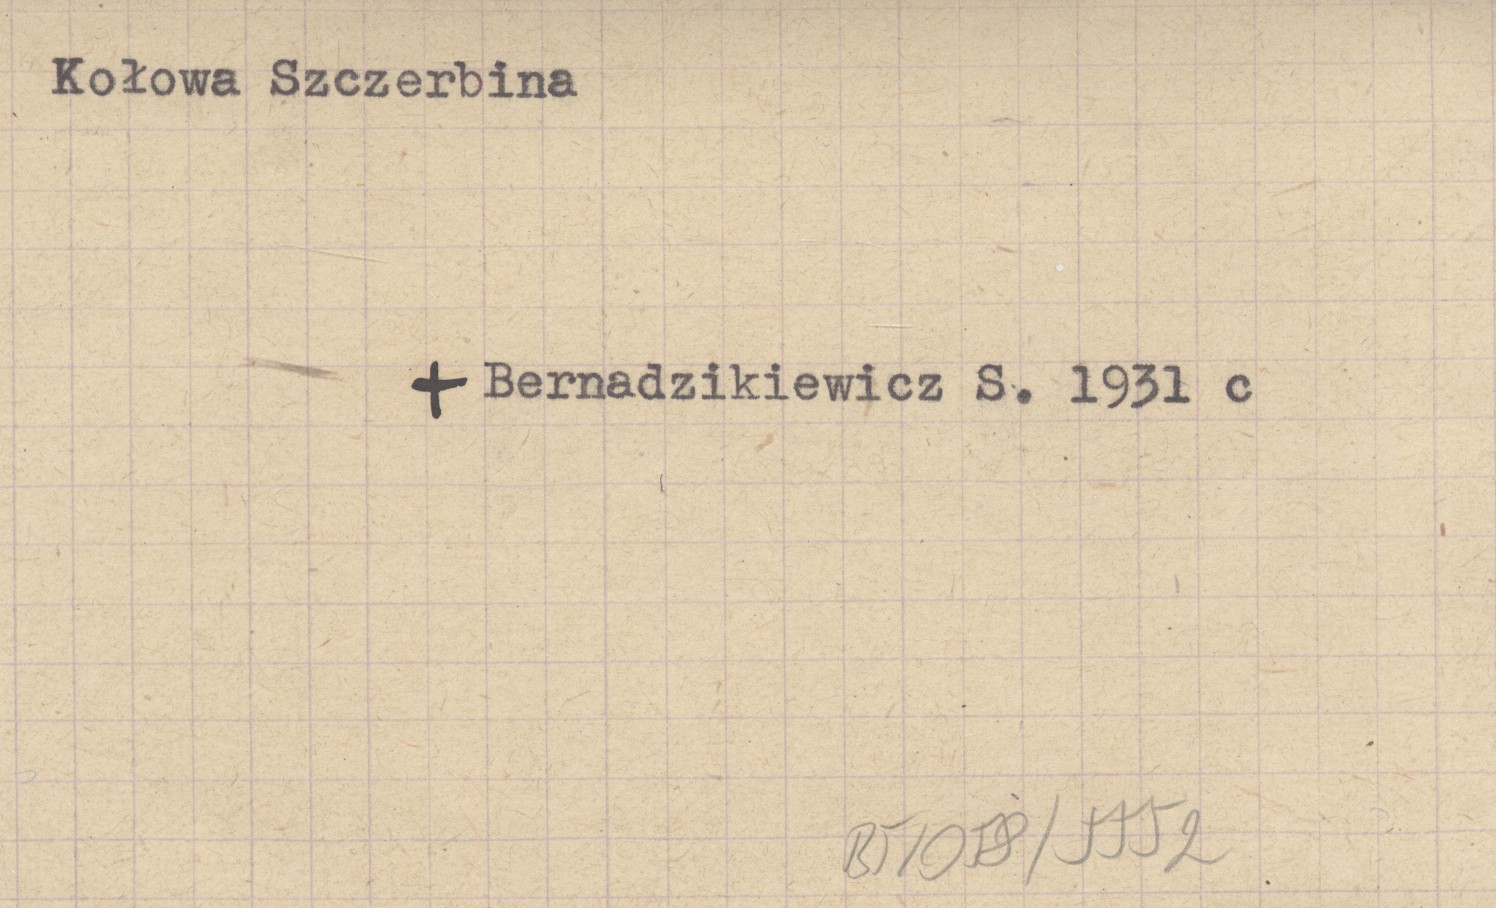 Kołowa Szczerbina
+ Bernadzikiewicz S. 1931 c